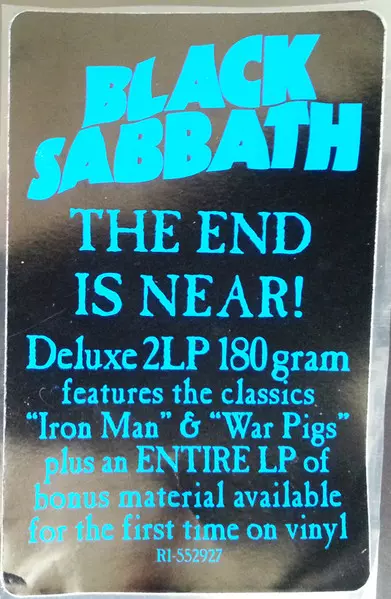 BLACK
SABBATH
THE END
IS NEAR!
Deluxe 2LP 180 gram
features the classics
“Iron Man” & “War Pigs”
plus an ENTIRE LP of
bonus material available
for the first time on vinyl
R1-552927